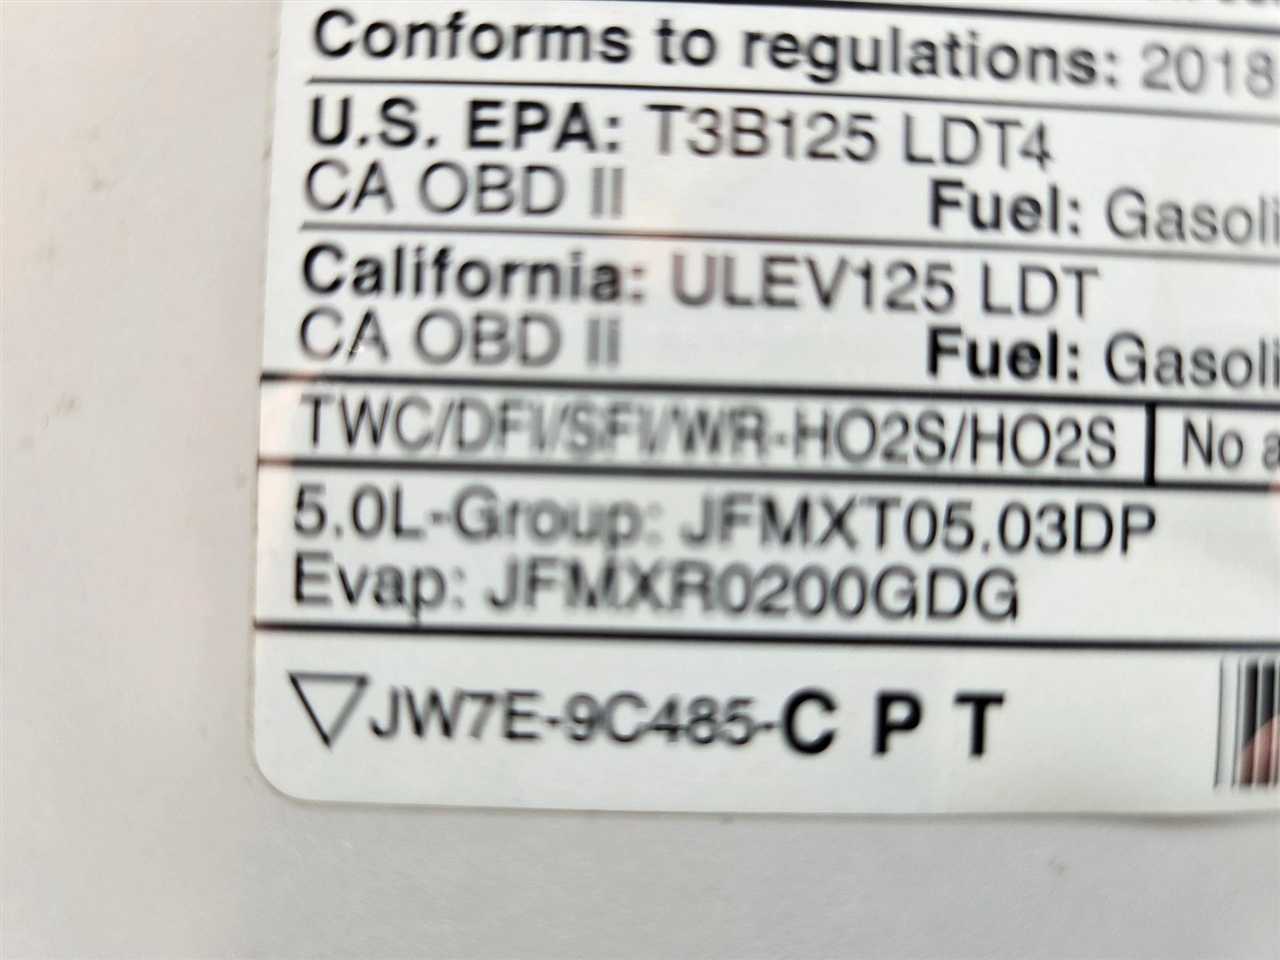 Conforms to regulations: 2018
U.S. EPA: T3B125 LDT4
CA OBD II Fuel: Gasoli
California: ULEV125 LDT
CA OBD II Fuel: Gasoli
TWC/DFI/SFI/WR-HO2S/HO2S No a
5.0L-Group: JFMXT05.03DP
Evap: JFMXR0200GDG
JW7E-9C485-CPT